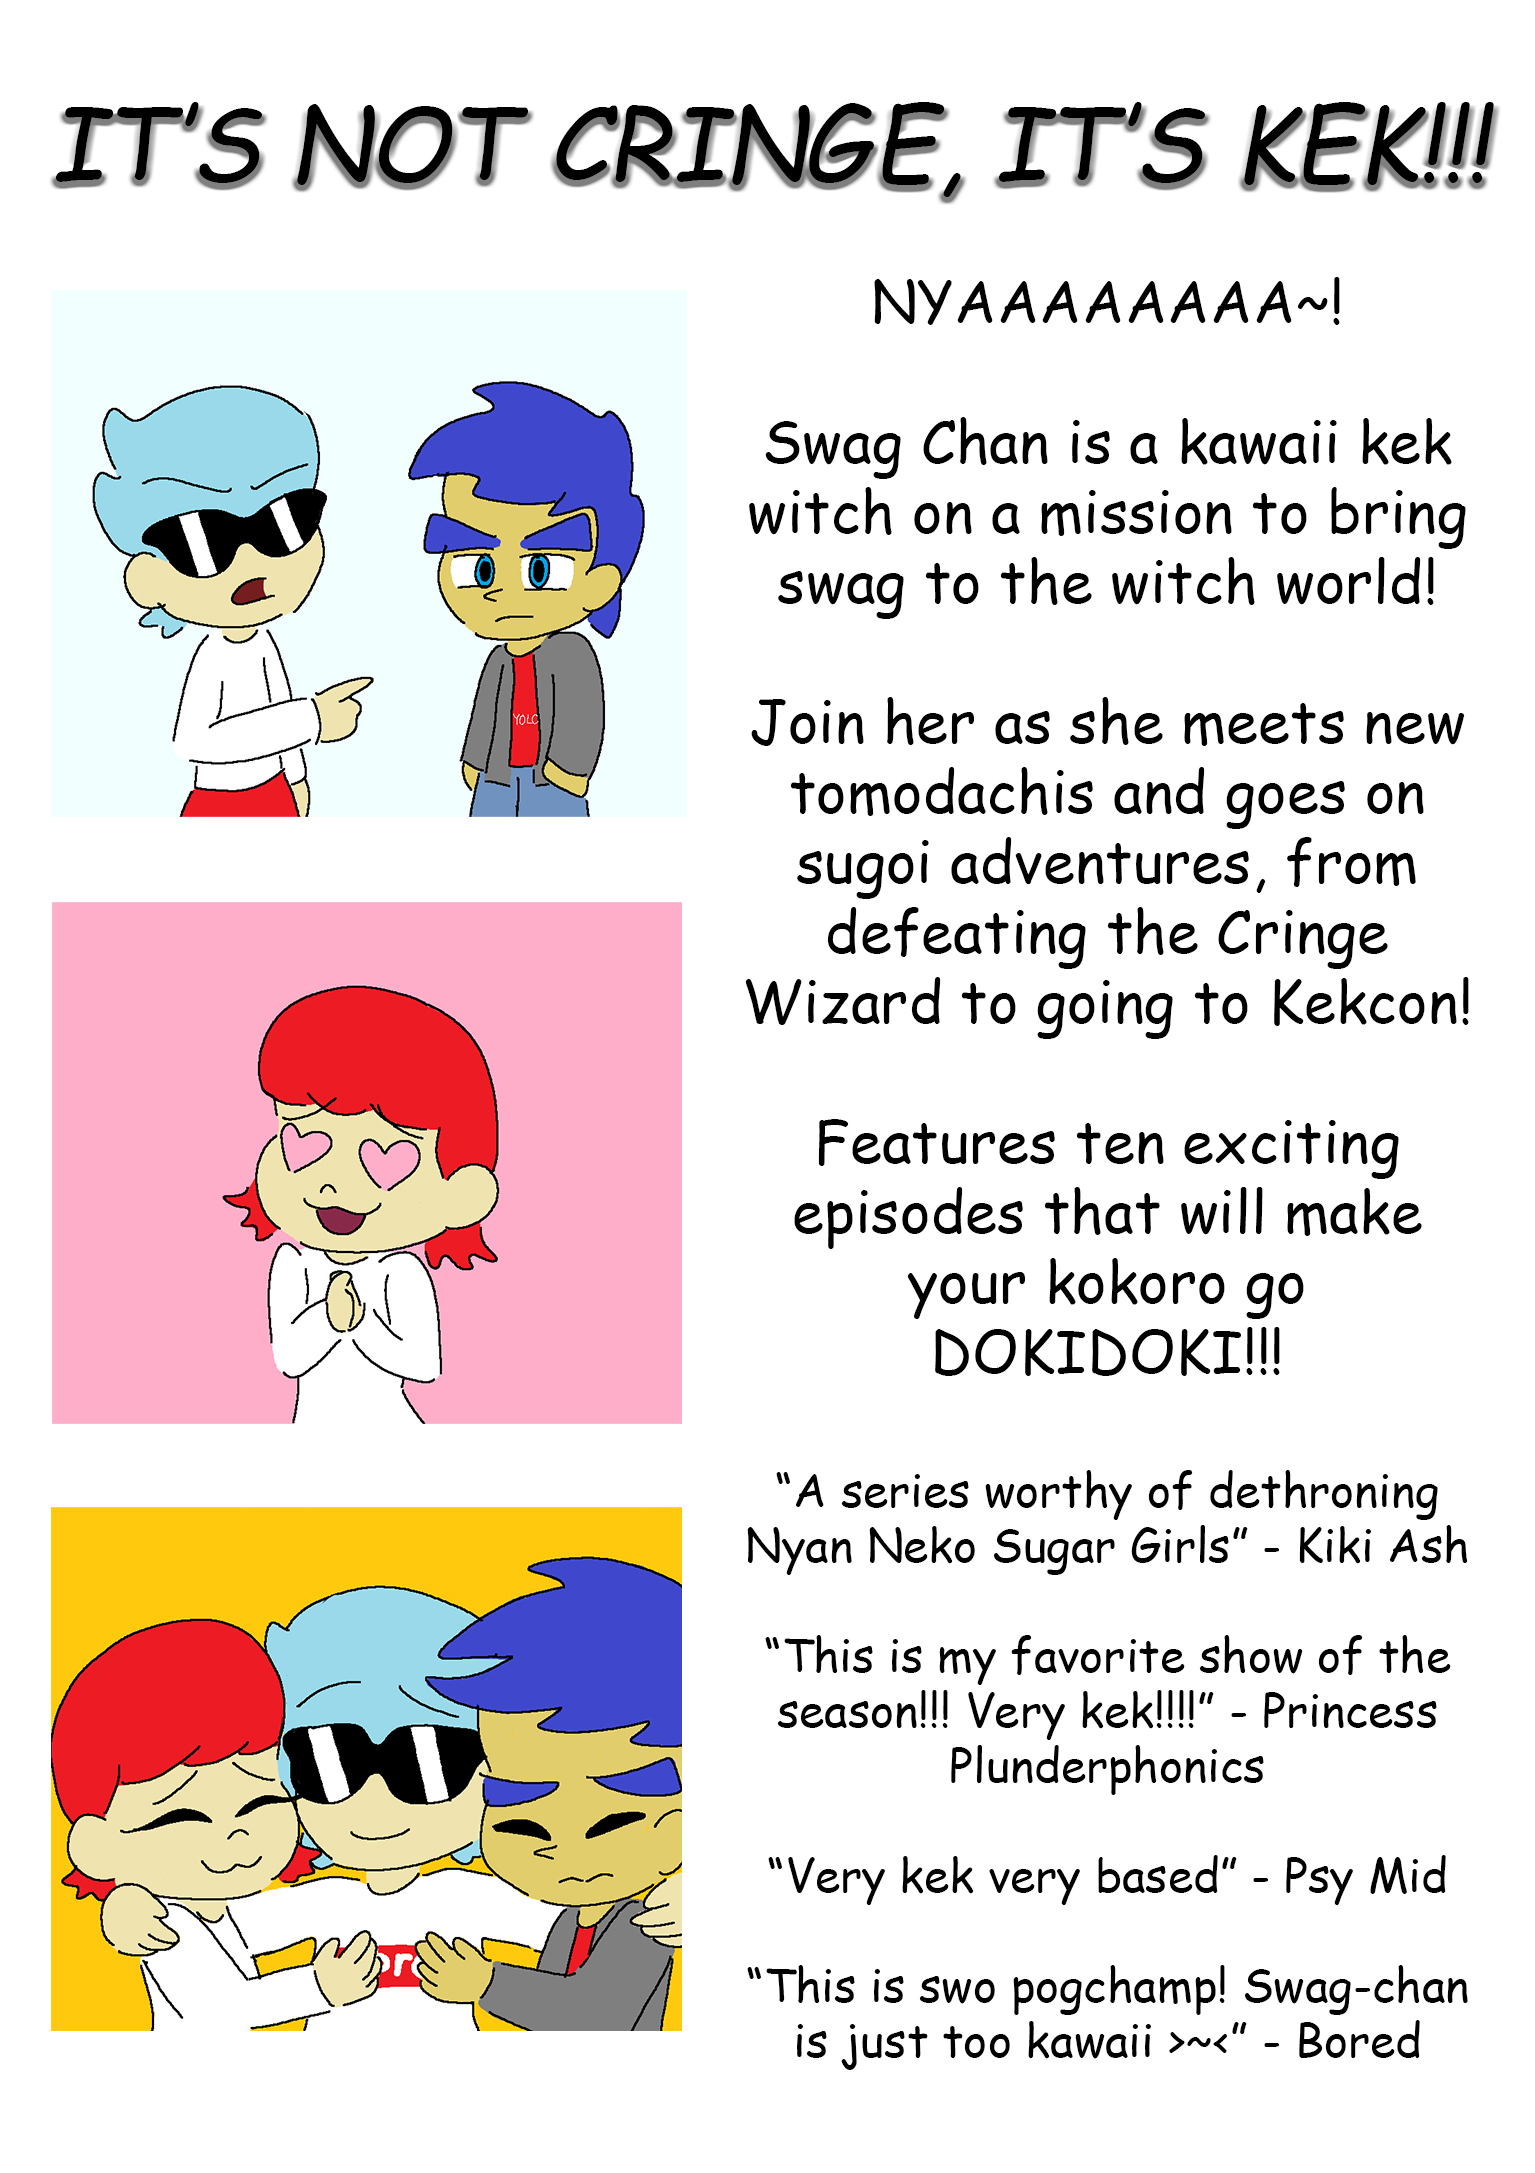 IT’S NOT CRINGE, IT’S KEK!!!
NYAAAAAAAA~!
Swag Chan is a kawaii kek
witch on a mission to bring
swag to the witch world!
Join her as she meets new
tomodachis and goes on
sugoi adventures, from
defeating the Cringe
Wizard to going to Kekcon!
Features ten exciting
episodes that will make
your kokoro go
DOKIDOKI!!!
“A series worthy of dethroning
Nyan Neko Sugar Girls” - Kiki Ash
“This is my favorite show of the
season!!! Very kek!!!!” - Princess
Plunderphonics
“Very kek very based” - Psy Mid
“This is swo pogchamp! Swag-chan
is just too kawaii >~<” - Bored
YOLC
pre